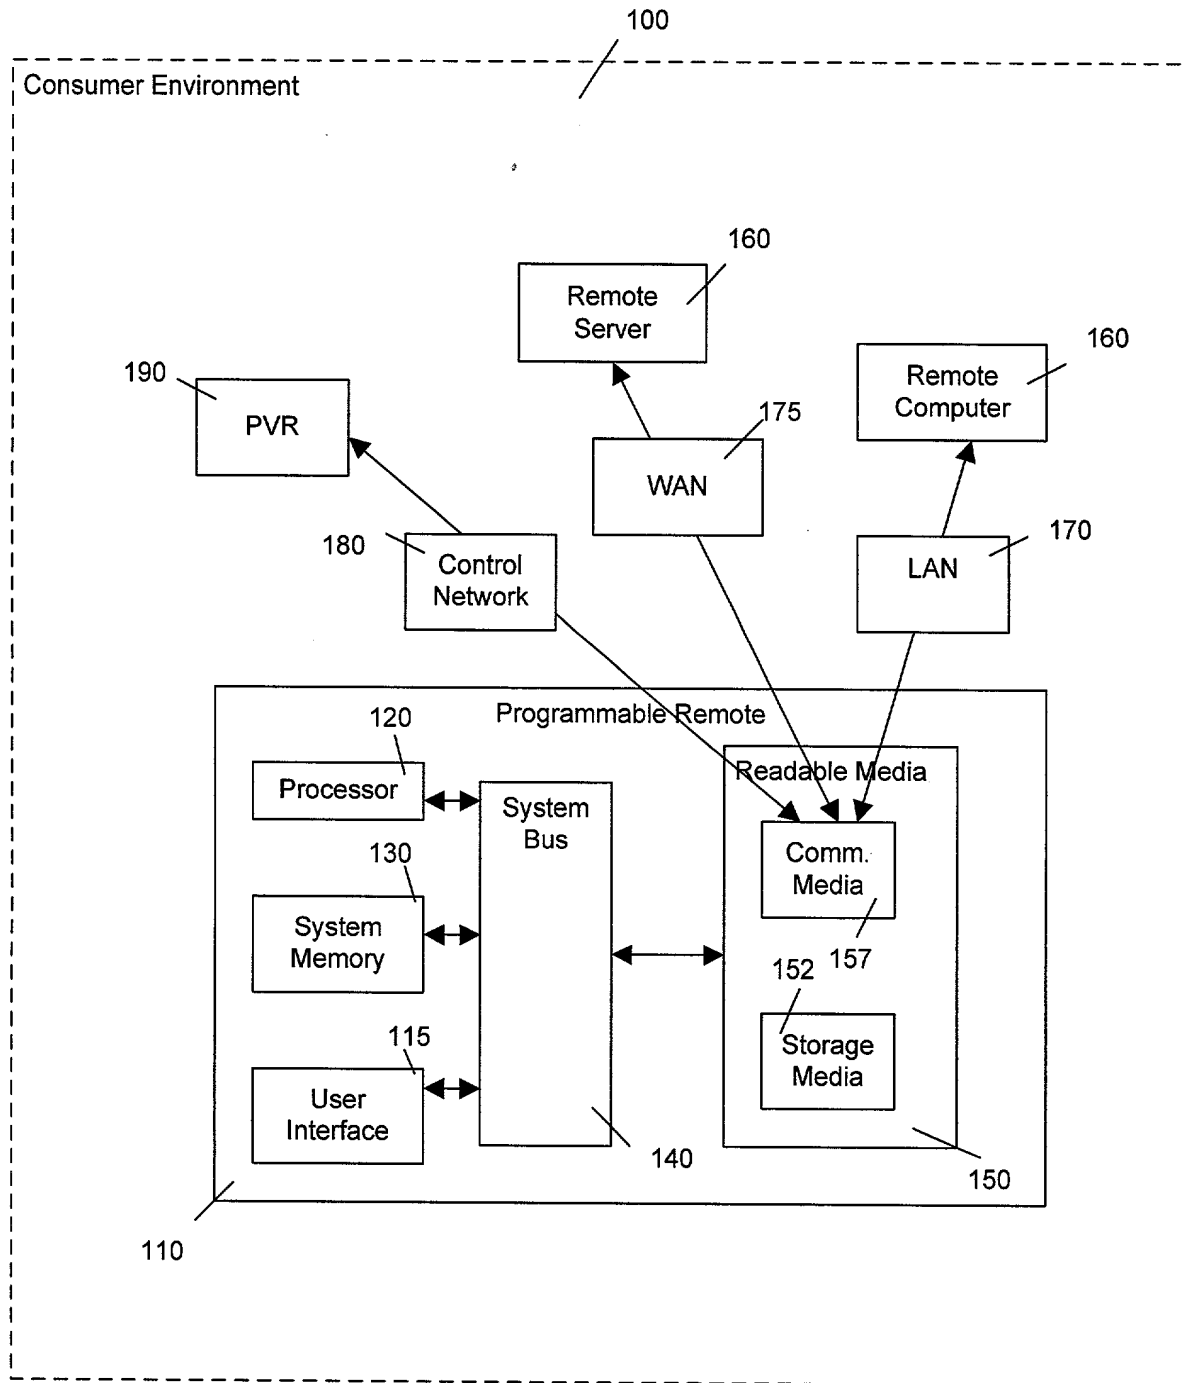 100
Consumer Environment
160
Remote
Server
160
Remote
Computer
190
PVR
175
WAN
170
LAN
180
Control
Network
Programmable Remote
120
Processor
System
Bus
Readable Media
Comm.
Media
157
130
System
Memory
152
Storage
Media
115
User
Interface
140
150
110